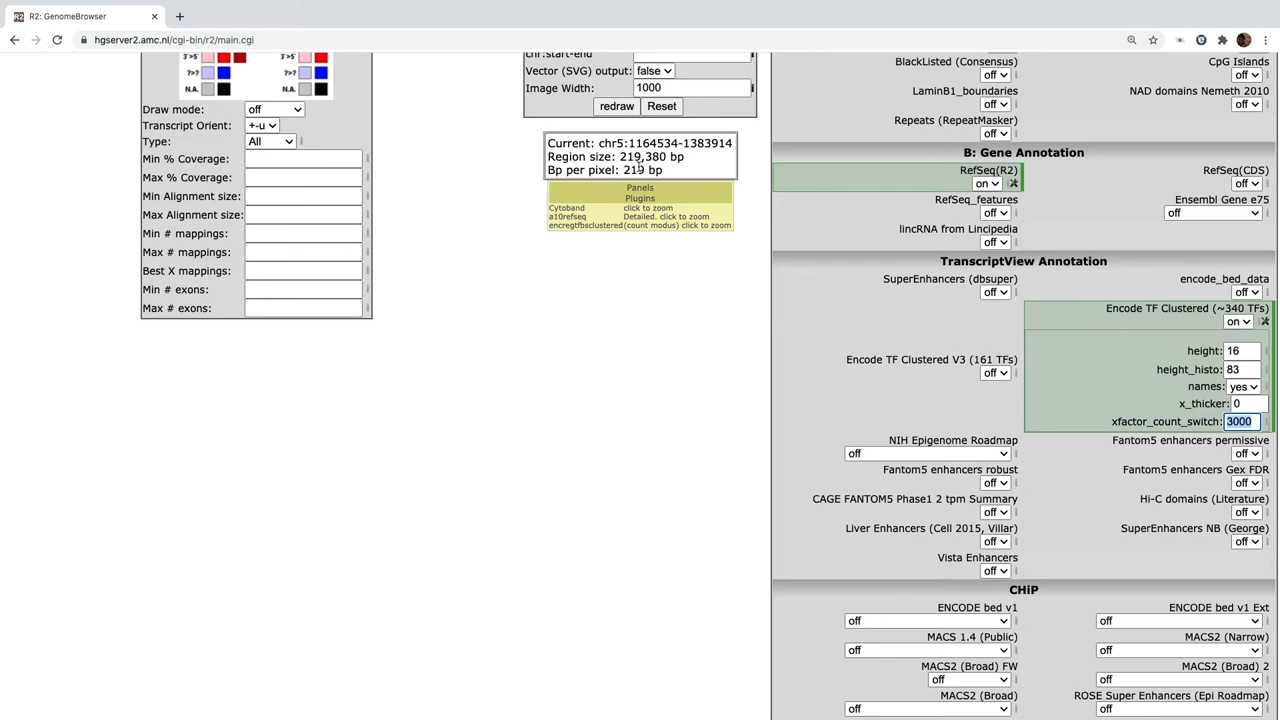 R2: GenomeBrowser
hgserver2.amc.nl/cgi-bin/r2/main.cgi
3'>5' 3'>5'
?>? ?>?
N.A. N.A.
Draw mode: off
Transcript Orient: +-u
Type: All
Min % Coverage:
Max % Coverage:
Min Alignment size:
Max Alignment size:
Min # mappings:
Max # mappings:
Best X mappings:
Min # exons:
Max # exons:
chr:start-end
Vector (SVG) output: false
Image Width: 1000
redraw Reset
Current: chr5:1164534-1383914
Region size: 219,380 bp
Bp per pixel: 219 bp
Panels
Plugins
Cytoband click to zoom
a10refseq Detailed. click to zoom
encregtfbsclustered(count modus) click to zoom
BlackListed (Consensus) CpG Islands
off off
LaminB1_boundaries NAD domains Nemeth 2010
off off
Repeats (RepeatMasker)
off
B: Gene Annotation
RefSeq(R2) RefSeq(CDS)
on off
RefSeq_features Ensembl Gene e75
off off
lincRNA from Lincipedia
off
TranscriptView Annotation
SuperEnhancers (dbsuper) encode_bed_data
off off
Encode TF Clustered (~340 TFs)
on
height: 16
Encode TF Clustered V3 (161 TFs)
off
height_histo: 83
names: yes
x_thicker: 0
xfactor_count_switch: 3000
NIH Epigenome Roadmap Fantom5 enhancers permissive
off off
Fantom5 enhancers robust Fantom5 enhancers Gex FDR
off off
CAGE FANTOM5 Phase1 2 tpm Summary Hi-C domains (Literature)
off off
Liver Enhancers (Cell 2015, Villar) SuperEnhancers NB (George)
off off
Vista Enhancers
off
CHiP
ENCODE bed v1 ENCODE bed v1 Ext
off off
MACS 1.4 (Public) MACS2 (Narrow)
off off
MACS2 (Broad) FW MACS2 (Broad) 2
off off
MACS2 (Broad) ROSE Super Enhancers (Epi Roadmap)
off off